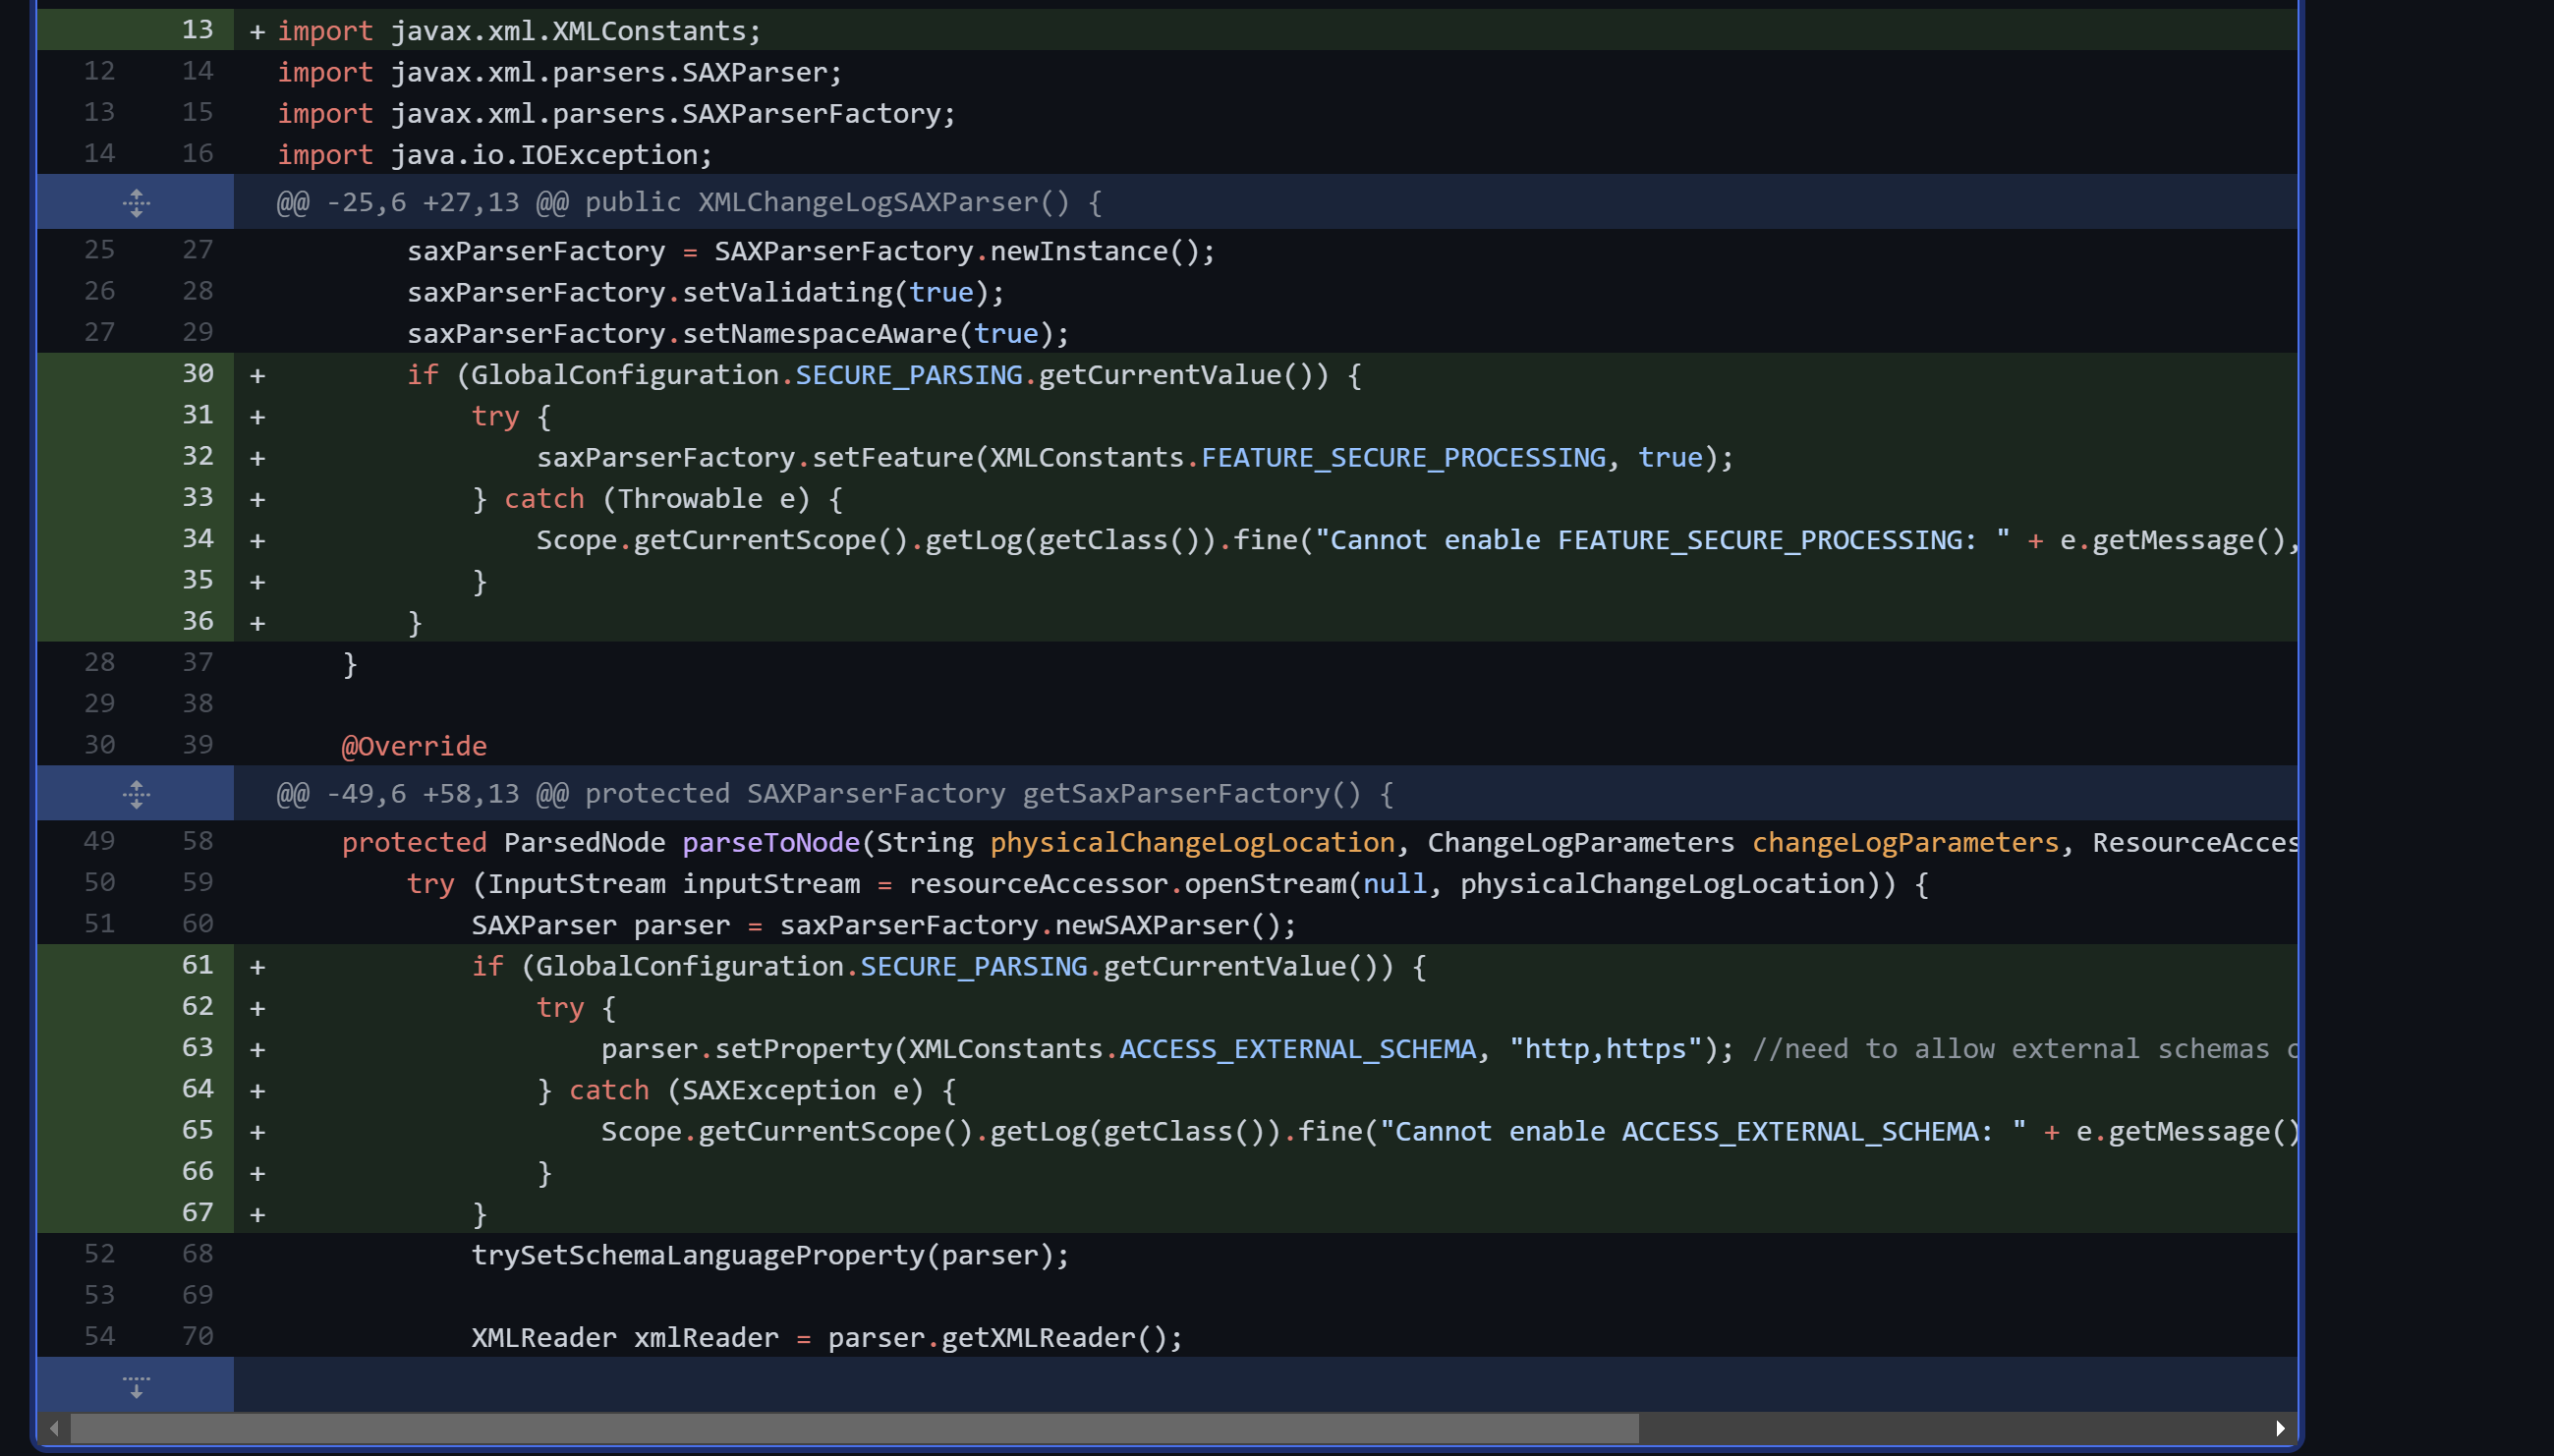 13 + import javax.xml.XMLConstants;
12 14 import javax.xml.parsers.SAXParser;
13 15 import javax.xml.parsers.SAXParserFactory;
14 16 import java.io.IOException;
@@ -25,6 +27,13 @@ public XMLChangeLogSAXParser() {
25 27 saxParserFactory = SAXParserFactory.newInstance();
26 28 saxParserFactory.setValidating(true);
27 29 saxParserFactory.setNamespaceAware(true);
30 + if (GlobalConfiguration.SECURE_PARSING.getCurrentValue()) {
31 + try {
32 + saxParserFactory.setFeature(XMLConstants.FEATURE_SECURE_PROCESSING, true);
33 + } catch (Throwable e) {
34 + Scope.getCurrentScope().getLog(getClass()).fine("Cannot enable FEATURE_SECURE_PROCESSING: " + e.getMessage(),
35 + }
36 + }
28 37 }
29 38
30 39 @Override
@@ -49,6 +58,13 @@ protected SAXParserFactory getSaxParserFactory() {
49 58 protected ParsedNode parseToNode(String physicalChangeLogLocation, ChangeLogParameters changeLogParameters, ResourceAcces
50 59 try (InputStream inputStream = resourceAccessor.openStream(null, physicalChangeLogLocation)) {
51 60 SAXParser parser = saxParserFactory.newSAXParser();
61 + if (GlobalConfiguration.SECURE_PARSING.getCurrentValue()) {
62 + try {
63 + parser.setProperty(XMLConstants.ACCESS_EXTERNAL_SCHEMA, "http,https"); //need to allow external schemas
64 + } catch (SAXException e) {
65 + Scope.getCurrentScope().getLog(getClass()).fine("Cannot enable ACCESS_EXTERNAL_SCHEMA: " + e.getMessage()
66 + }
67 + }
52 68 trySetSchemaLanguageProperty(parser);
53 69
54 70 XMLReader xmlReader = parser.getXMLReader();